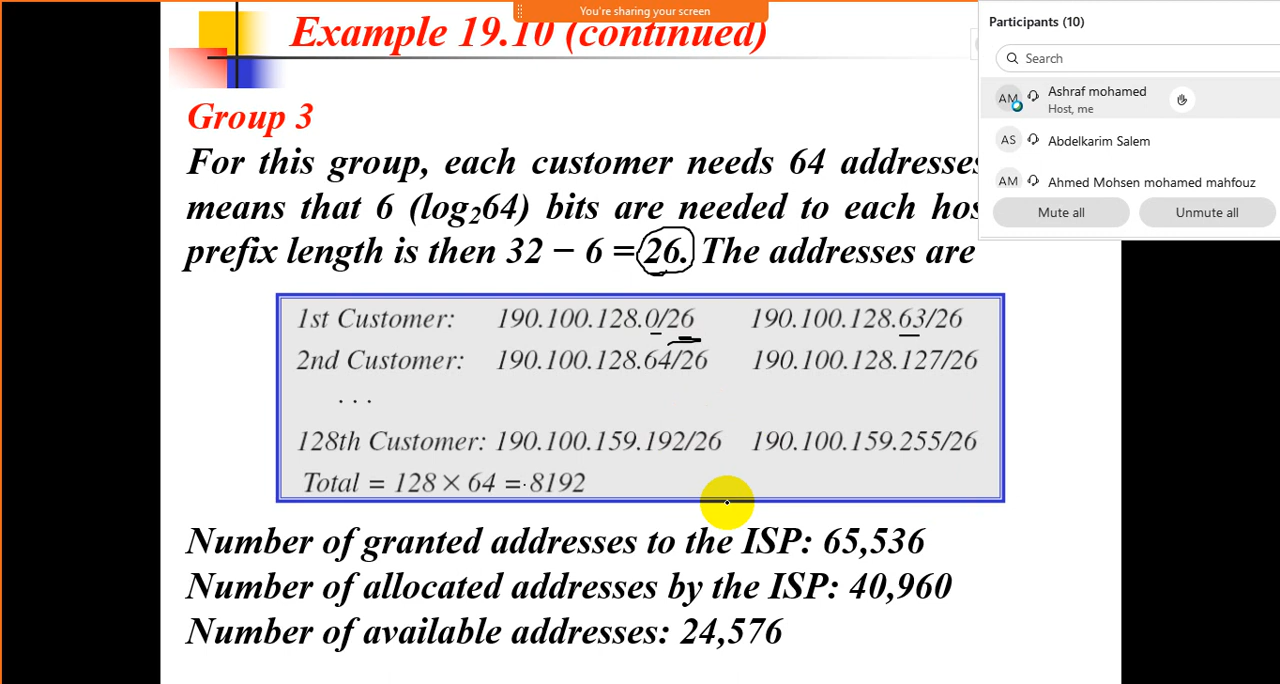 You're sharing your screen
Example 19.10 (continued)
Participants (10)
Search
AM Ashraf mohamed
Host, me
AS Abdelkarim Salem
AM Ahmed Mohsen mohamed mahfouz
Mute all Unmute all
Group 3
For this group, each customer needs 64 addresses
means that 6 (log₂64) bits are needed to each hos
prefix length is then 32 − 6 = 26. The addresses are
1st Customer: 190.100.128.0/26 190.100.128.63/26
2nd Customer: 190.100.128.64/26 190.100.128.127/26
. . .
128th Customer: 190.100.159.192/26 190.100.159.255/26
Total = 128 × 64 = 8192
Number of granted addresses to the ISP: 65,536
Number of allocated addresses by the ISP: 40,960
Number of available addresses: 24,576